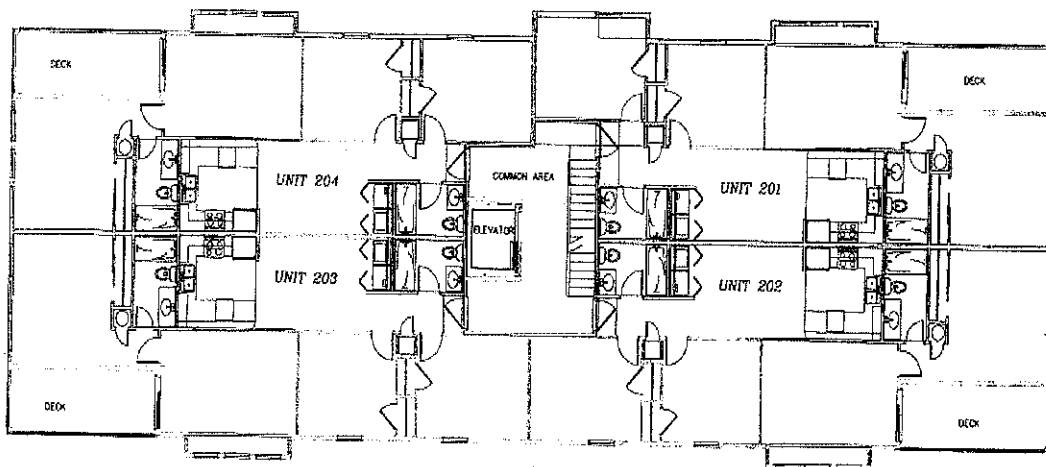 DECK
DECK
UNIT 204
COMMON AREA
UNIT 201
ELEVATOR
UNIT 203
UNIT 202
DECK
DECK